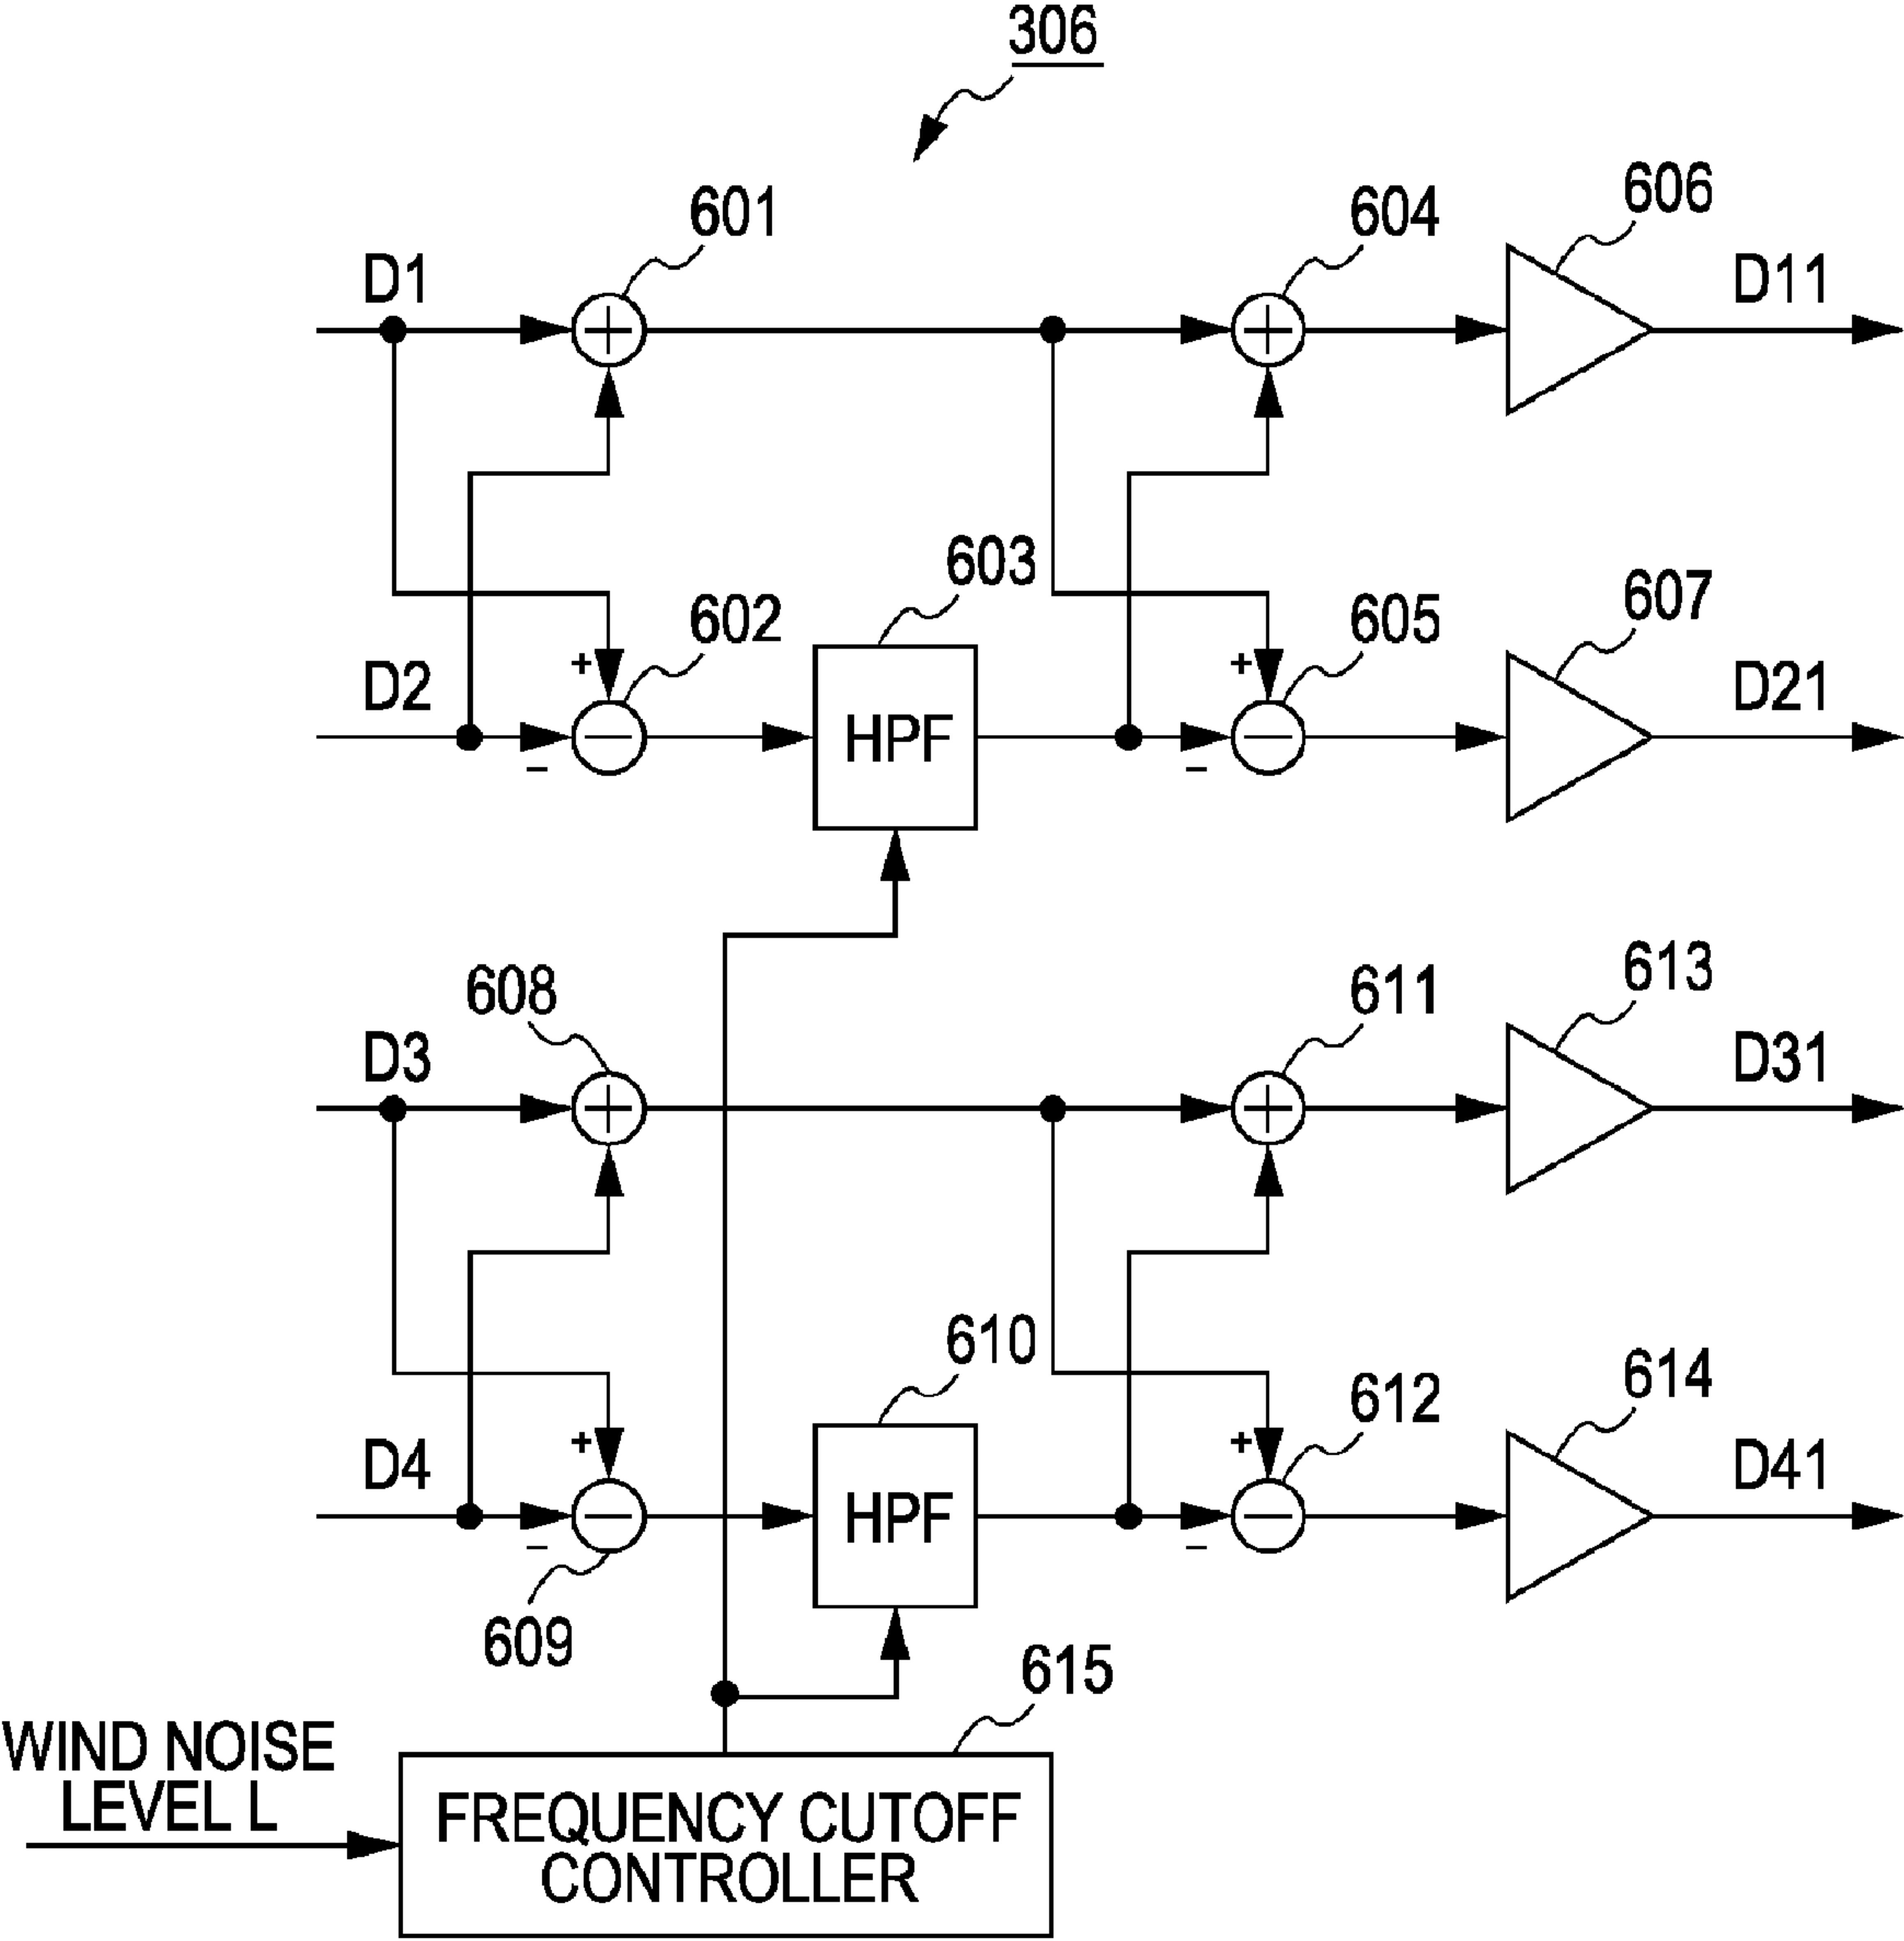 306
601
604
606
D1
D11
603
602
605
607
+
+
D2
HPF
D21
−
−
608
611
613
D3
D31
610
612
614
+
+
D4
HPF
D41
−
−
609
615
WIND NOISE
LEVEL L
FREQUENCY CUTOFF
CONTROLLER